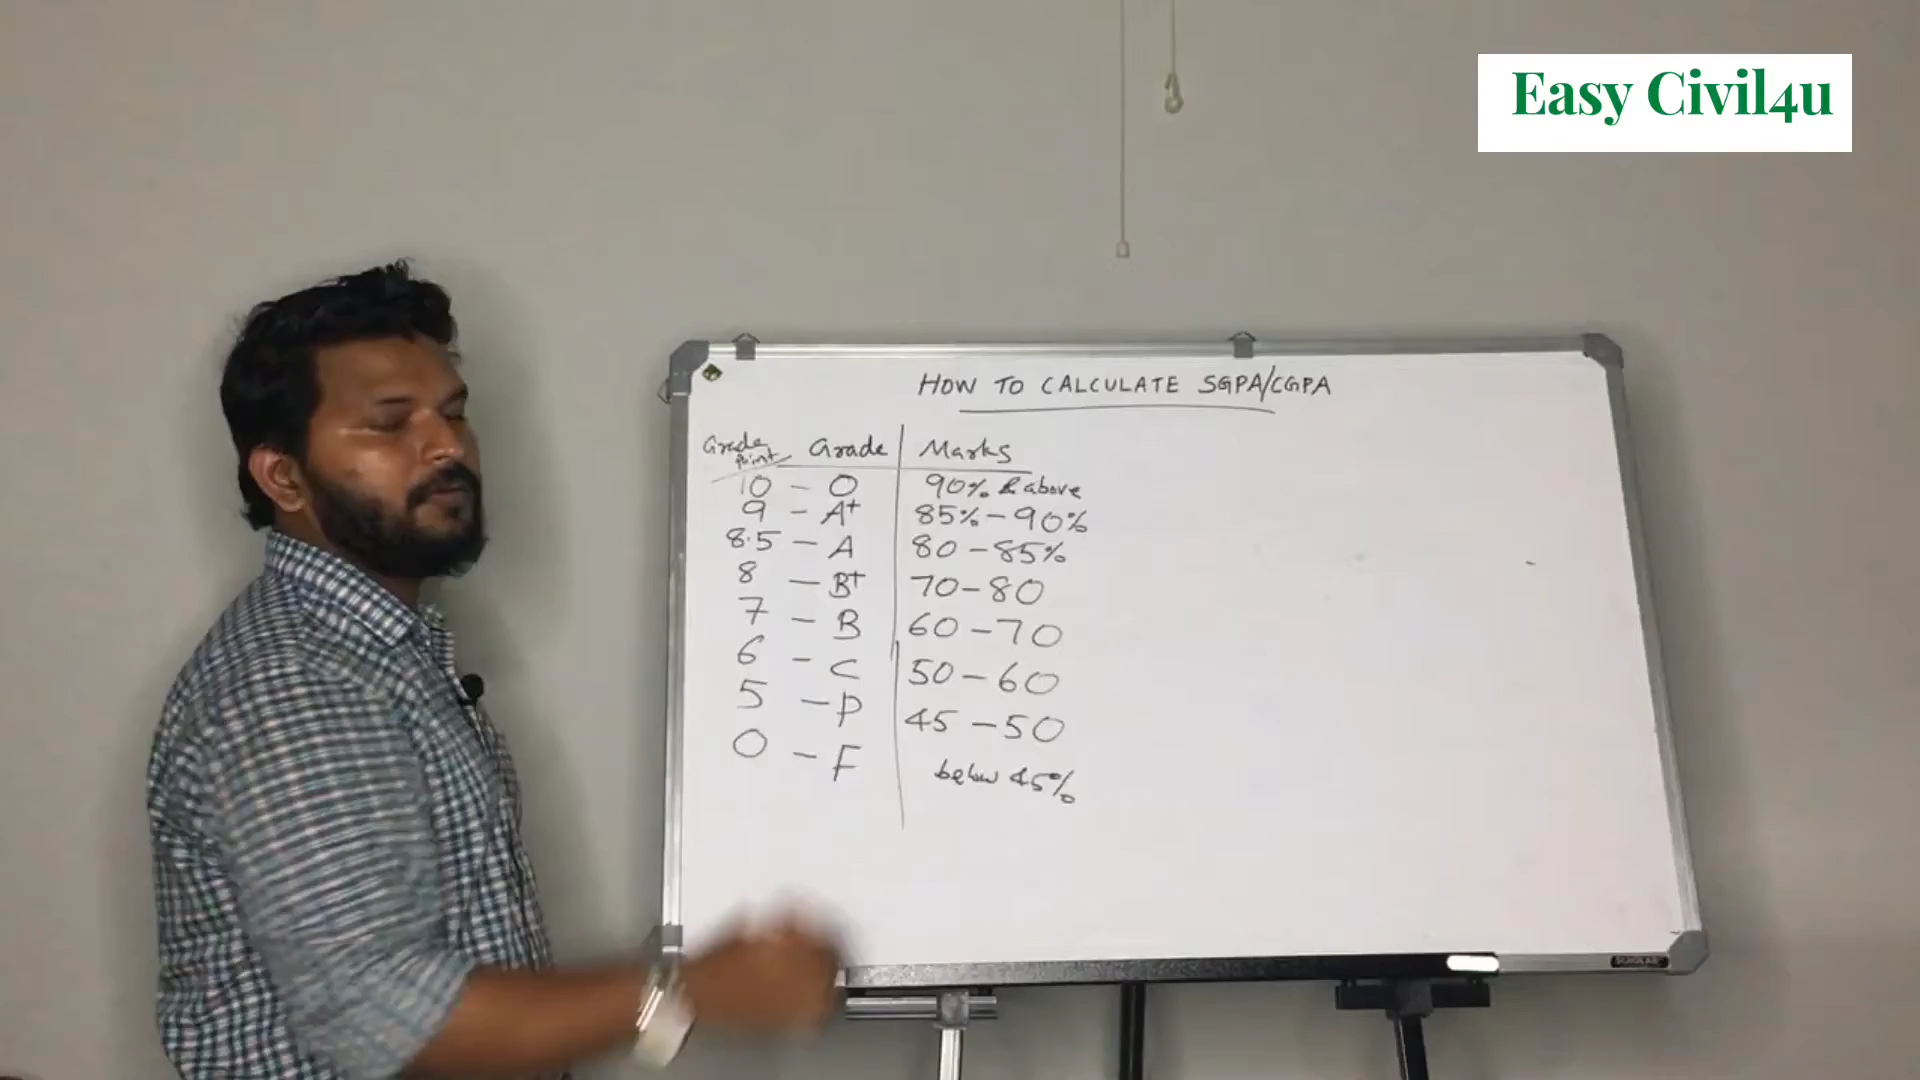 Easy Civil4u
HOW TO CALCULATE SGPA/CGPA
Grade Point Grade Marks
10 - O 90% & above
9 - A+ 85% - 90%
8.5 - A 80 - 85%
8 - B+ 70 - 80
7 - B 60 - 70
6 - C 50 - 60
5 - P 45 - 50
0 - F below 45%
SCHOLAR